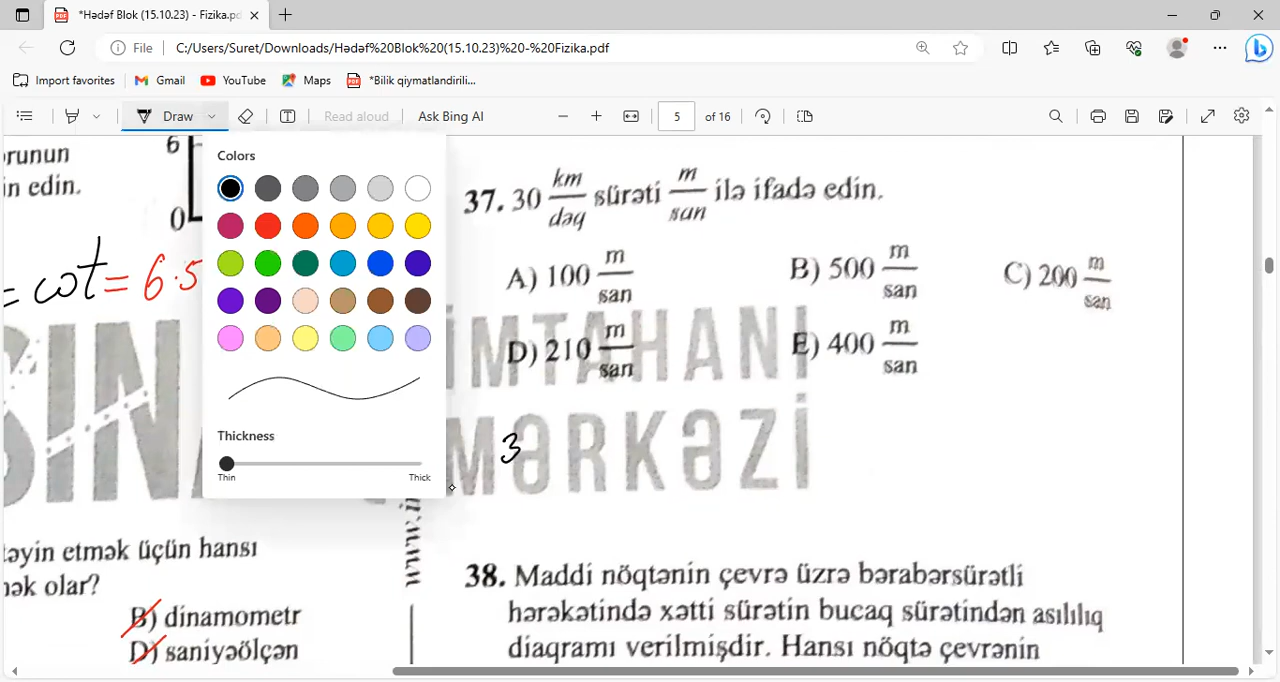 *Hədəf Blok (15.10.23) - Fizika.pd
File C:/Users/Suret/Downloads/Hədəf%20Blok%20(15.10.23)%20-%20Fizika.pdf
Import favorites Gmail YouTube Maps *Bilik qiymatlandirili...
Draw Read aloud Ask Bing AI 5 of 16
Colors
Thickness
Thin Thick
orunun
n edin.
6
0
= ωt = 6·5
37. 30 km/dəq sürəti m/san ilə ifadə edin.
A) 100 m/san B) 500 m/san C) 200 m/san
D) 210 m/san E) 400 m/san
İMTAHANI
MƏRKƏZİ
3
www.i
təyin etmək üçün hansı
nək olar?
B) dinamometr
D) saniyəölçən
38. Maddi nöqtənin çevrə üzrə bərabərsürətli
hərəkətində xətti sürətin bucaq sürətindən asılılıq
diaqramı verilmişdir. Hansı nöqtə çevrənin